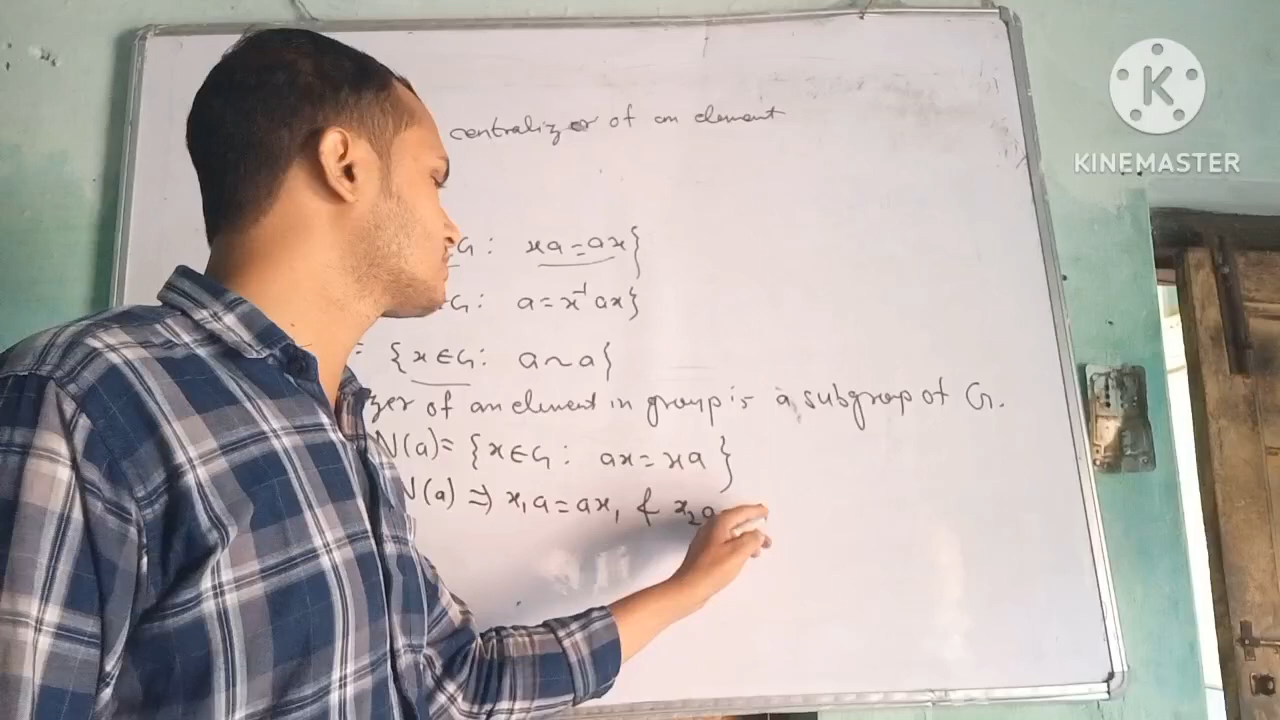 centralizer of an element
G: xa=ax}
G: a=x⁻¹ax}
= {x∈G: a~a}
zer of an element in group is a subgroup of G.
N(a)= {x∈G: ax=xa}
N(a) ⇒ x₁a=ax₁ & x₂a
K
KINEMASTER